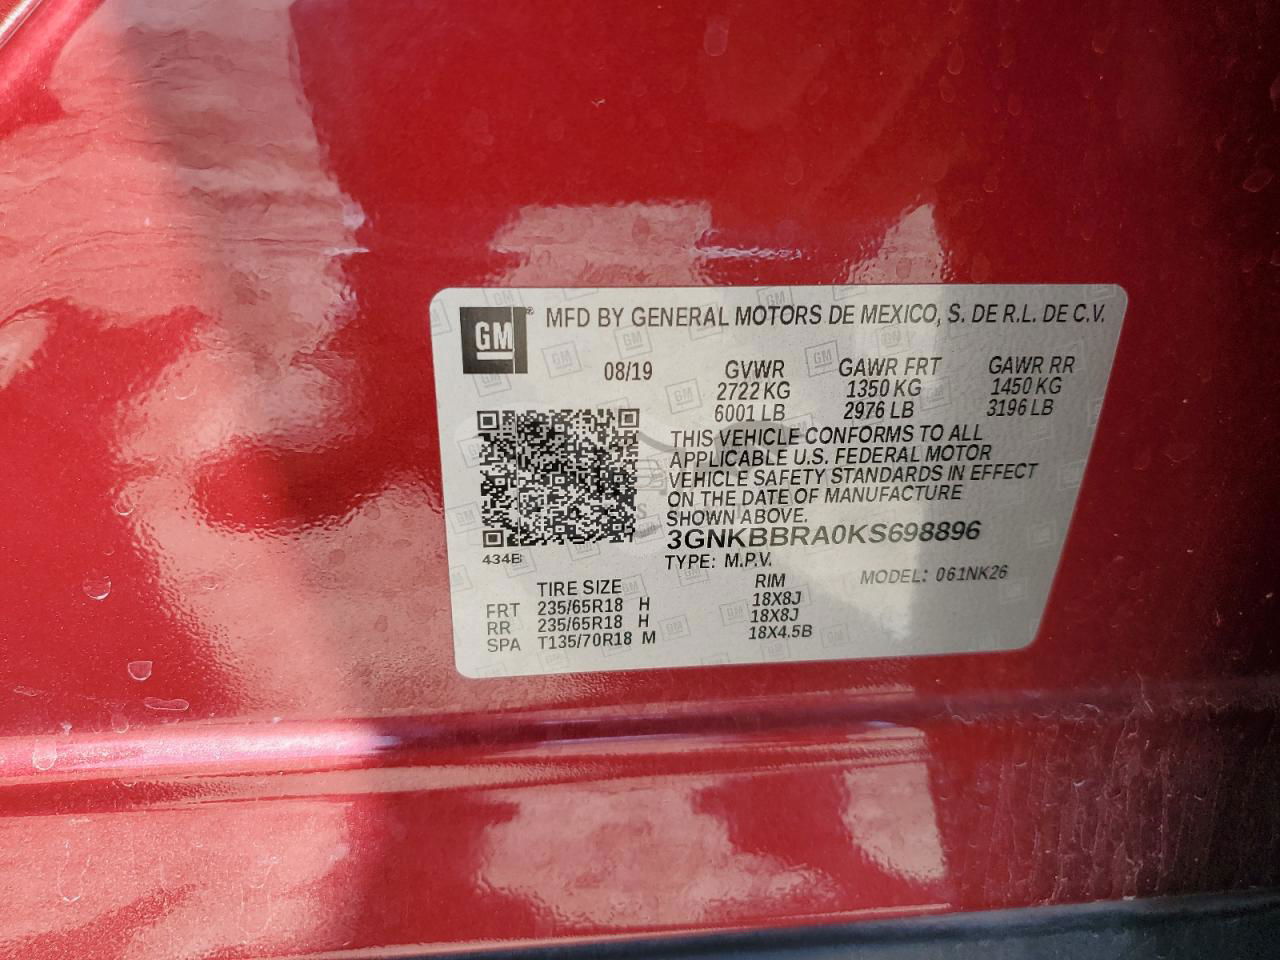 GM
MFD BY GENERAL MOTORS DE MEXICO, S. DE R.L. DE C.V.
08/19 GVWR GAWR FRT GAWR RR
2722 KG 1350 KG 1450 KG
6001 LB 2976 LB 3196 LB
THIS VEHICLE CONFORMS TO ALL
APPLICABLE U.S. FEDERAL MOTOR
VEHICLE SAFETY STANDARDS IN EFFECT
ON THE DATE OF MANUFACTURE
SHOWN ABOVE.
3GNKBBRA0KS698896
434B TYPE: M.P.V. MODEL: 061NK26
TIRE SIZE RIM
FRT 235/65R18 H 18X8J
RR 235/65R18 H 18X8J
SPA T135/70R18 M 18X4.5B